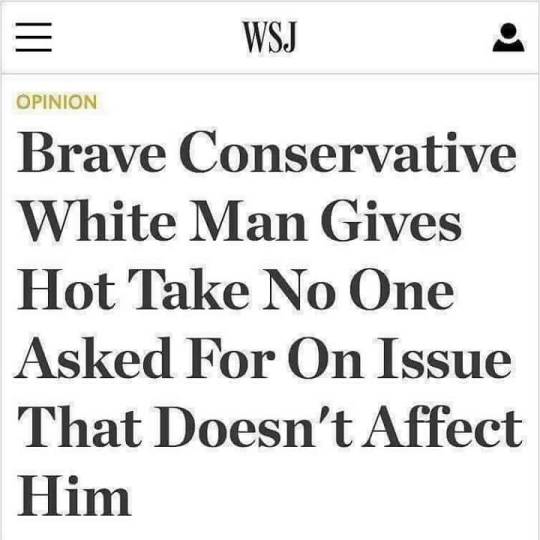 WSJ
OPINION
Brave Conservative
White Man Gives
Hot Take No One
Asked For On Issue
That Doesn't Affect
Him